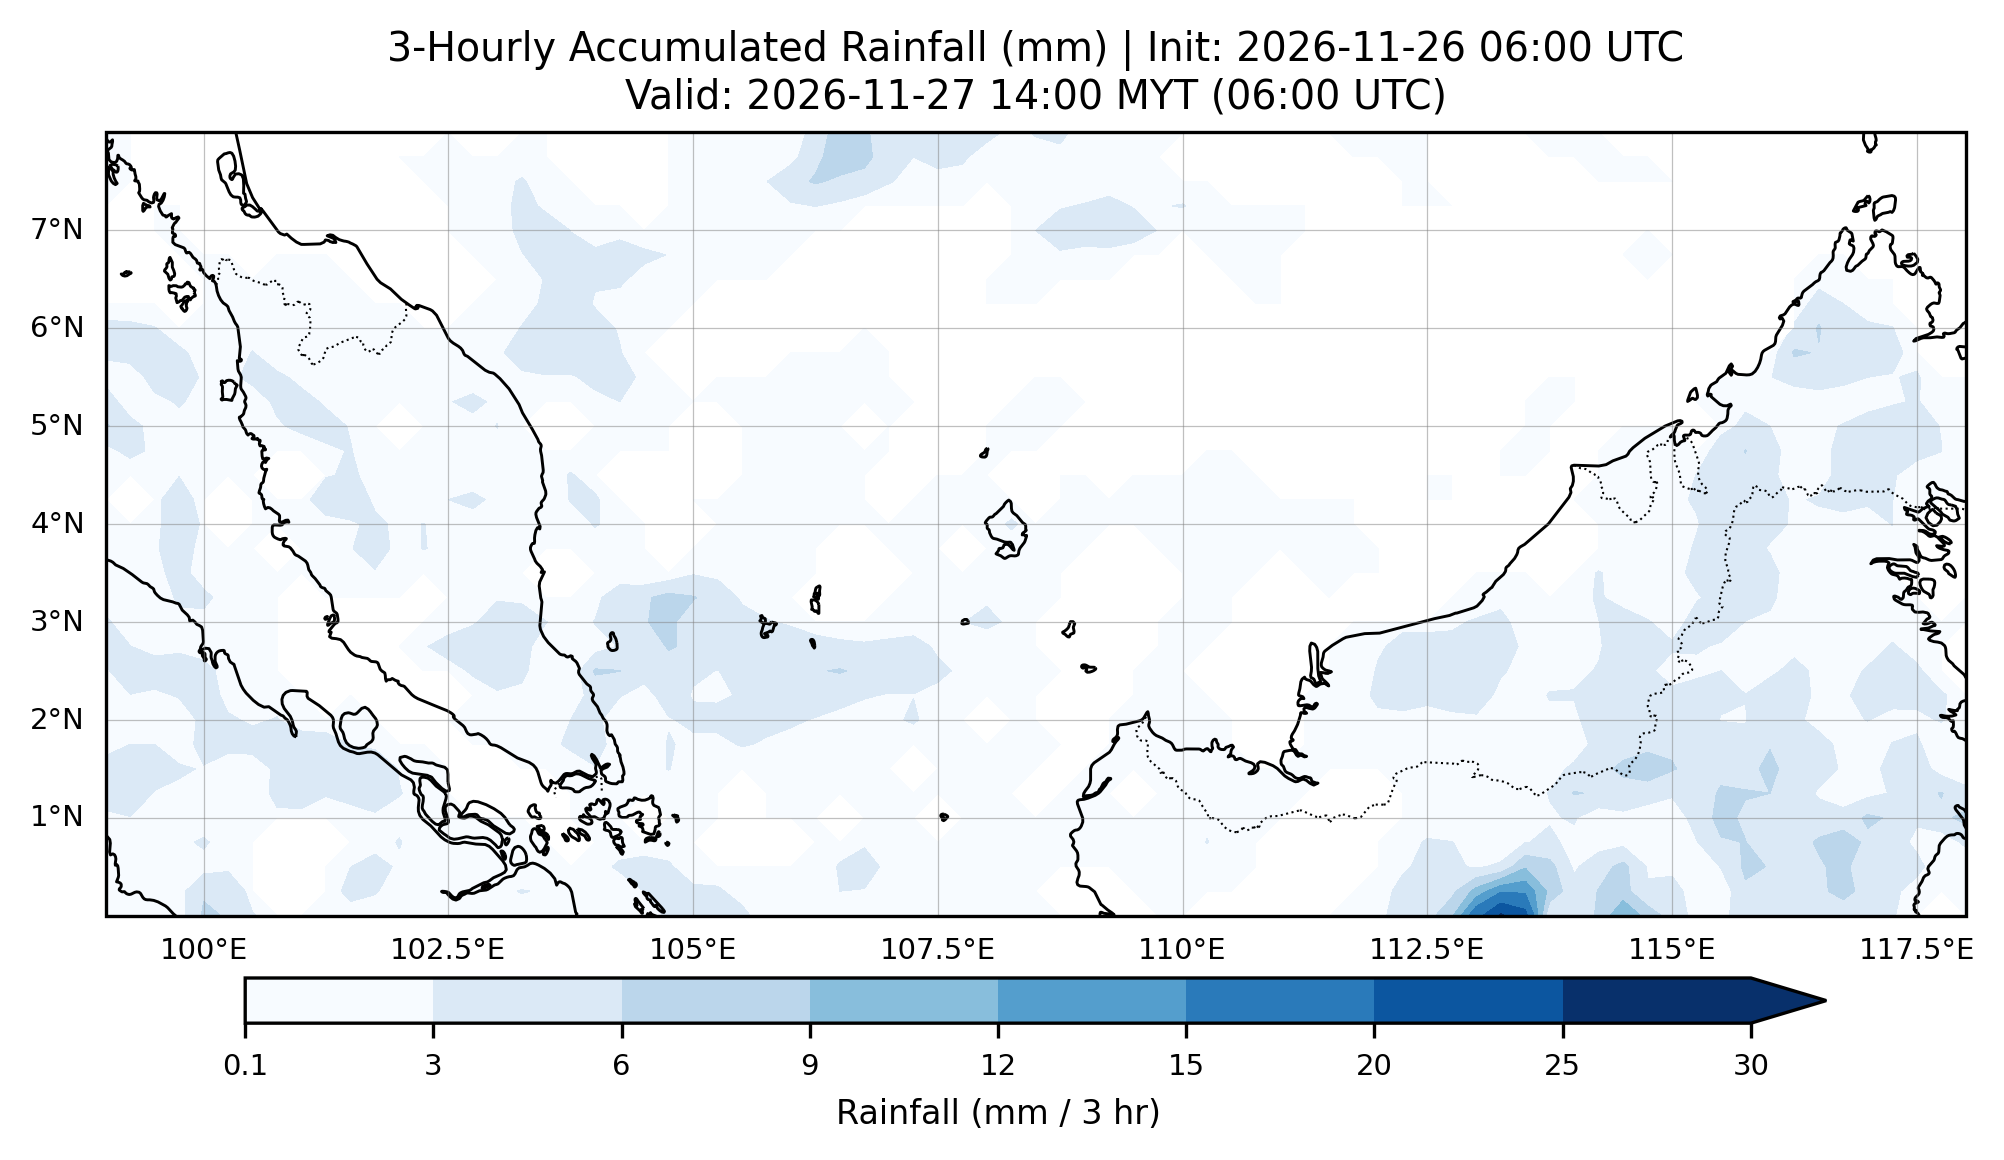 3-Hourly Accumulated Rainfall (mm) | Init: 2026-11-26 06:00 UTC
Valid: 2026-11-27 14:00 MYT (06:00 UTC)
7°N
6°N
5°N
4°N
3°N
2°N
1°N
100°E 102.5°E 105°E 107.5°E 110°E 112.5°E 115°E 117.5°E
0.1 3 6 9 12 15 20 25 30
Rainfall (mm / 3 hr)